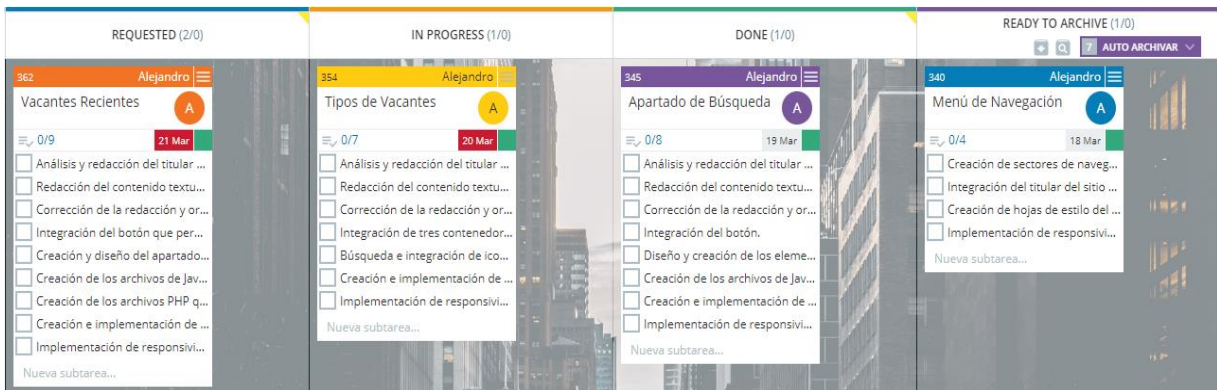 REQUESTED (2/0)
362 Alejandro
Vacantes Recientes
A
0/9 21 Mar
Análisis y redacción del titular ...
Redacción del contenido textu...
Corrección de la redacción y or...
Integración del botón que per...
Creación y diseño del apartado...
Creación de los archivos de Jav...
Creación de los archivos PHP q...
Creación e implementación de ...
Implementación de responsivi...
Nueva subtarea...
IN PROGRESS (1/0)
354 Alejandro
Tipos de Vacantes
A
0/7 20 Mar
Análisis y redacción del titular ...
Redacción del contenido textu...
Corrección de la redacción y or...
Integración de tres contenedor...
Búsqueda e integración de ico...
Creación e implementación de ...
Implementación de responsivi...
Nueva subtarea...
DONE (1/0)
345 Alejandro
Apartado de Búsqueda
A
0/8 19 Mar
Análisis y redacción del titular ...
Redacción del contenido textu...
Corrección de la redacción y or...
Integración del botón.
Diseño y creación de los eleme...
Creación de los archivos de Jav...
Creación e implementación de ...
Implementación de responsivi...
Nueva subtarea...
READY TO ARCHIVE (1/0)
7 AUTO ARCHIVAR
340 Alejandro
Menú de Navegación
A
0/4 18 Mar
Creación de sectores de naveg...
Integración del titular del sitio ...
Creación de hojas de estilo del ...
Implementación de responsivi...
Nueva subtarea...